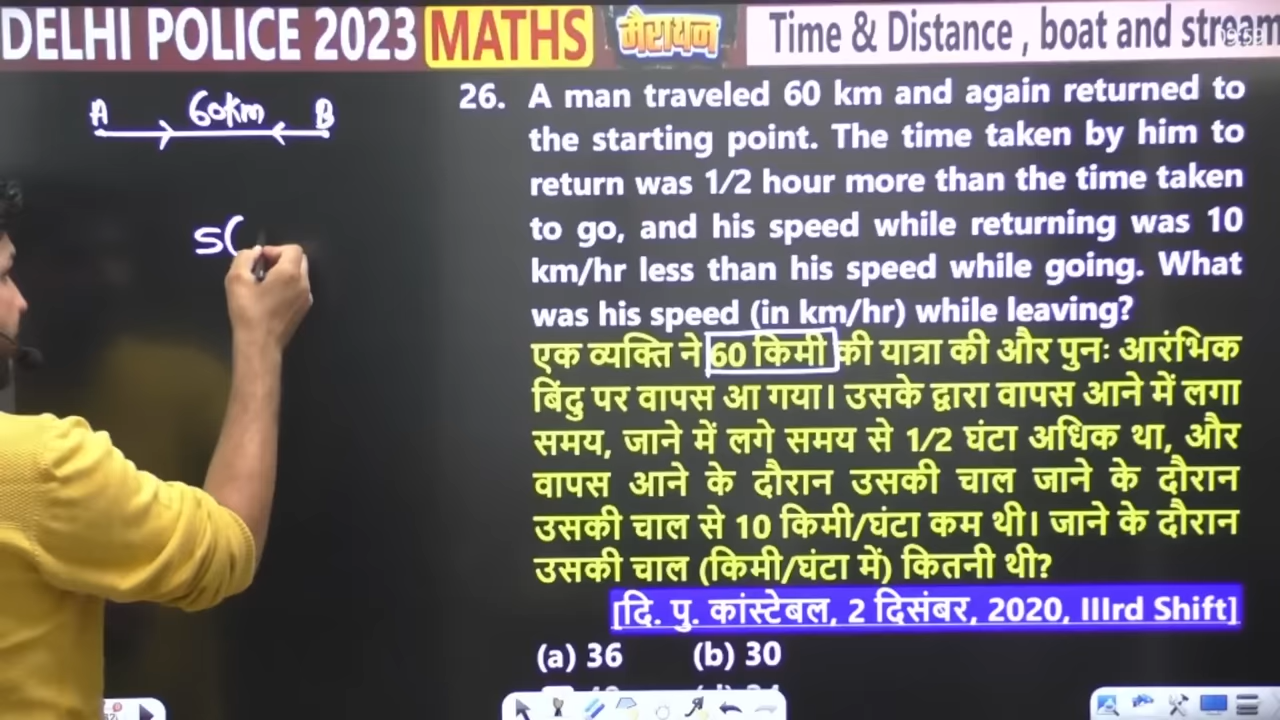 DELHI POLICE 2023 MATHS मैराथन Time & Distance , boat and stream
A 60km B
S(
26. A man traveled 60 km and again returned to
the starting point. The time taken by him to
return was 1/2 hour more than the time taken
to go, and his speed while returning was 10
km/hr less than his speed while going. What
was his speed (in km/hr) while leaving?
एक व्यक्ति ने 60 किमी की यात्रा की और पुनः आरंभिक
बिंदु पर वापस आ गया। उसके द्वारा वापस आने में लगा
समय, जाने में लगे समय से 1/2 घंटा अधिक था, और
वापस आने के दौरान उसकी चाल जाने के दौरान
उसकी चाल से 10 किमी/घंटा कम थी। जाने के दौरान
उसकी चाल (किमी/घंटा में) कितनी थी?
[दि. पु. कांस्टेबल, 2 दिसंबर, 2020, IIIrd Shift]
(a) 36 (b) 30